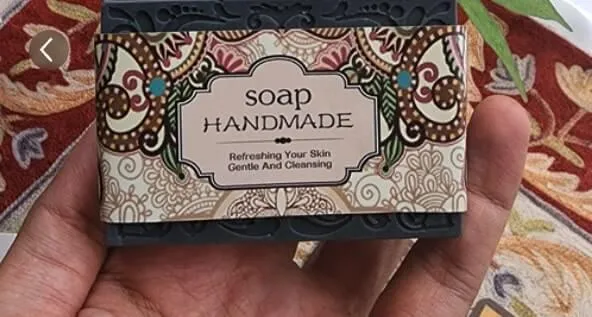 soap
HANDMADE
Refreshing Your Skin
Gentle And Cleansing